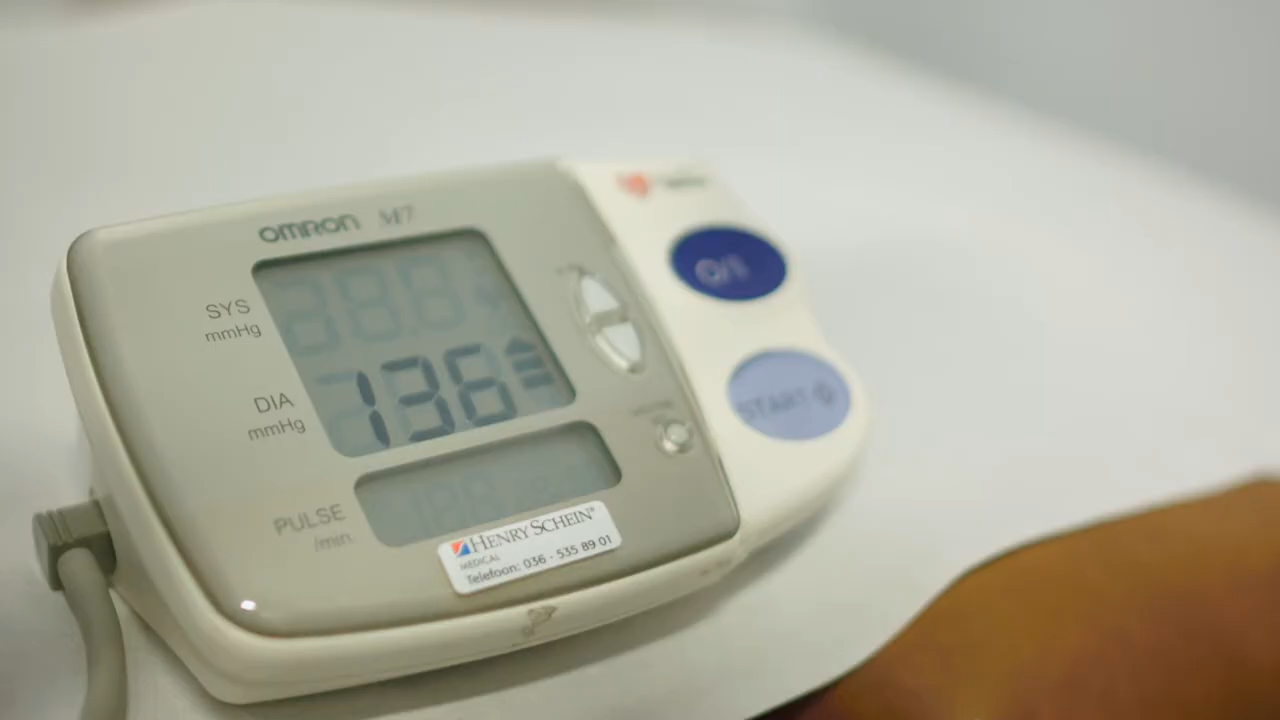 OMRON M7
SYS
mmHg
136
DIA
mmHg
PULSE
/min.
O/I
START
HENRY SCHEIN®
MEDICAL
Telefoon: 036 - 535 89 01